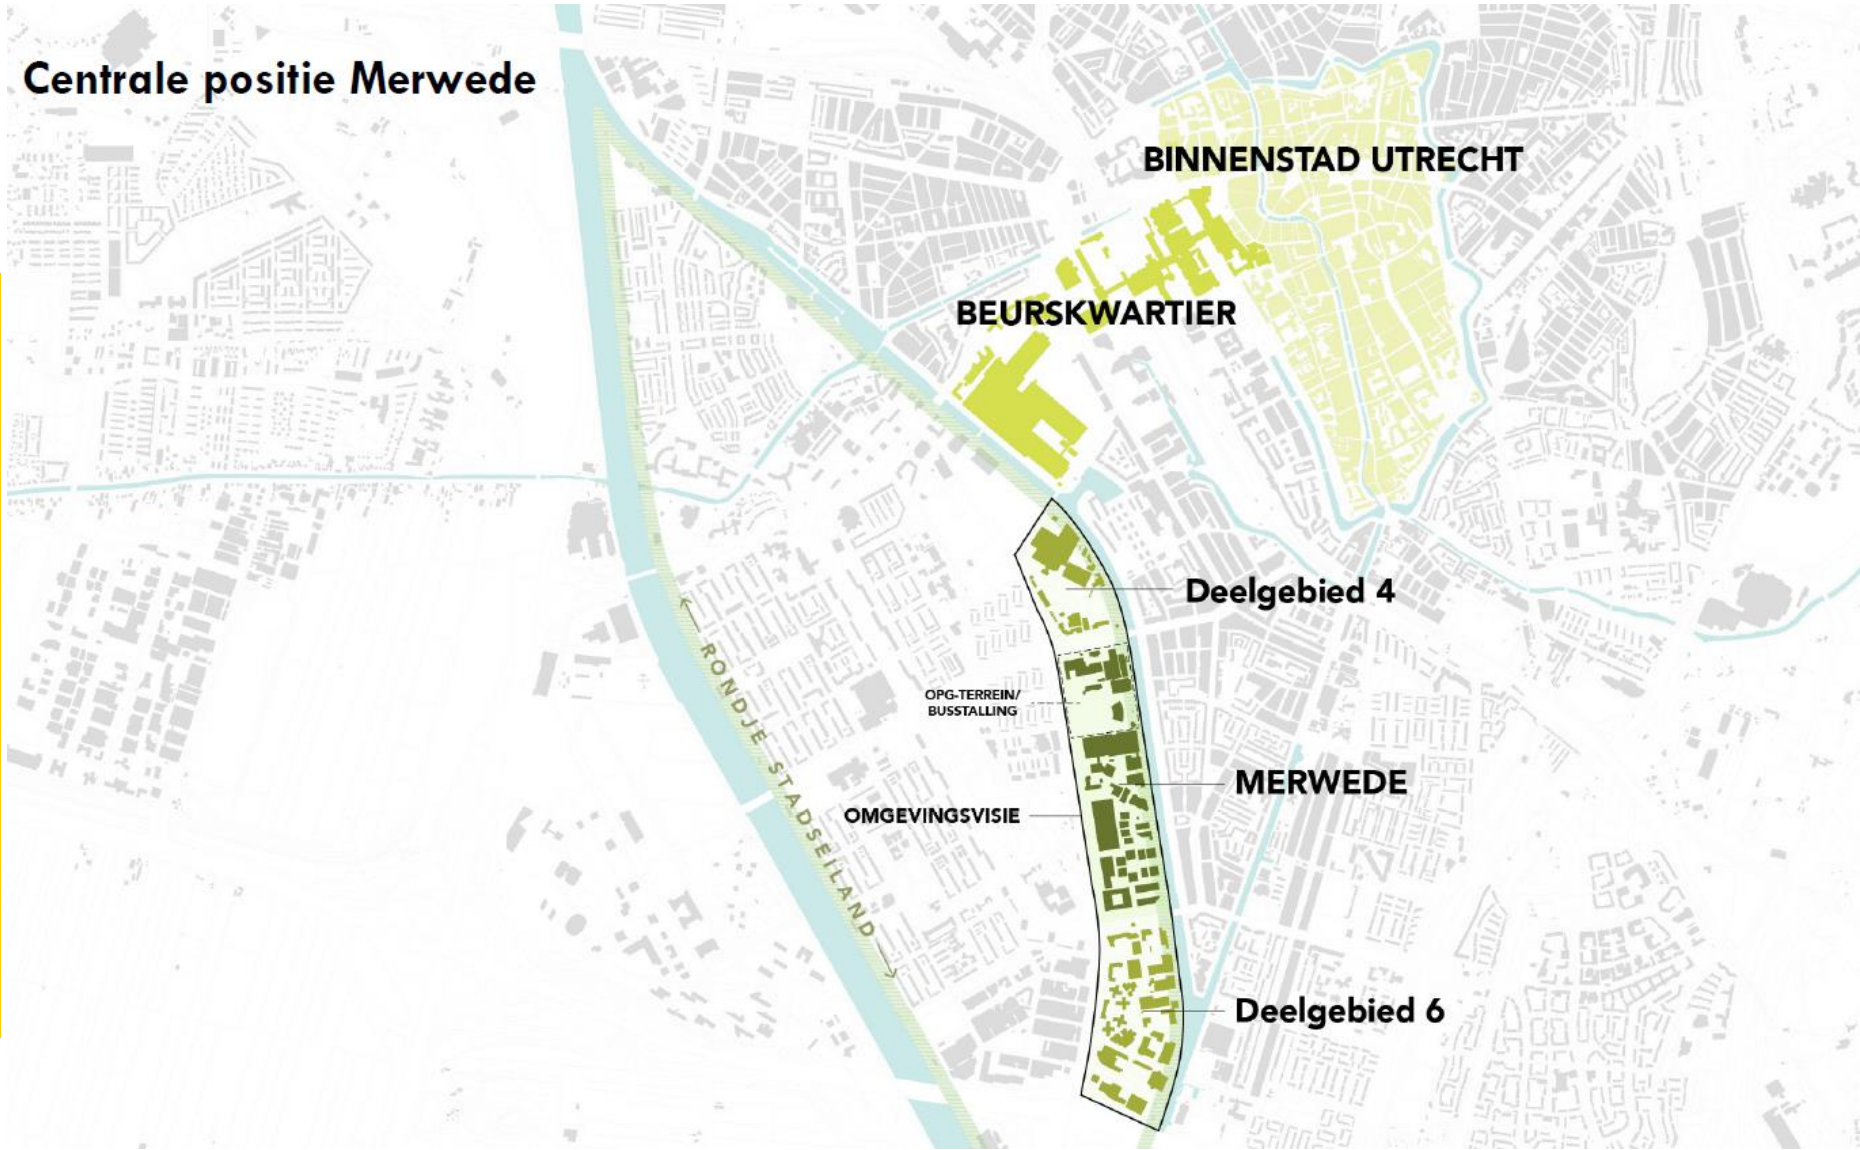 Centrale positie Merwede
BINNENSTAD UTRECHT
BEURSKWARTIER
Deelgebied 4
RONDJE STADSEILAND
OPG-TERREIN/
BUSSTALLING
MERWEDE
OMGEVINGSVISIE
Deelgebied 6